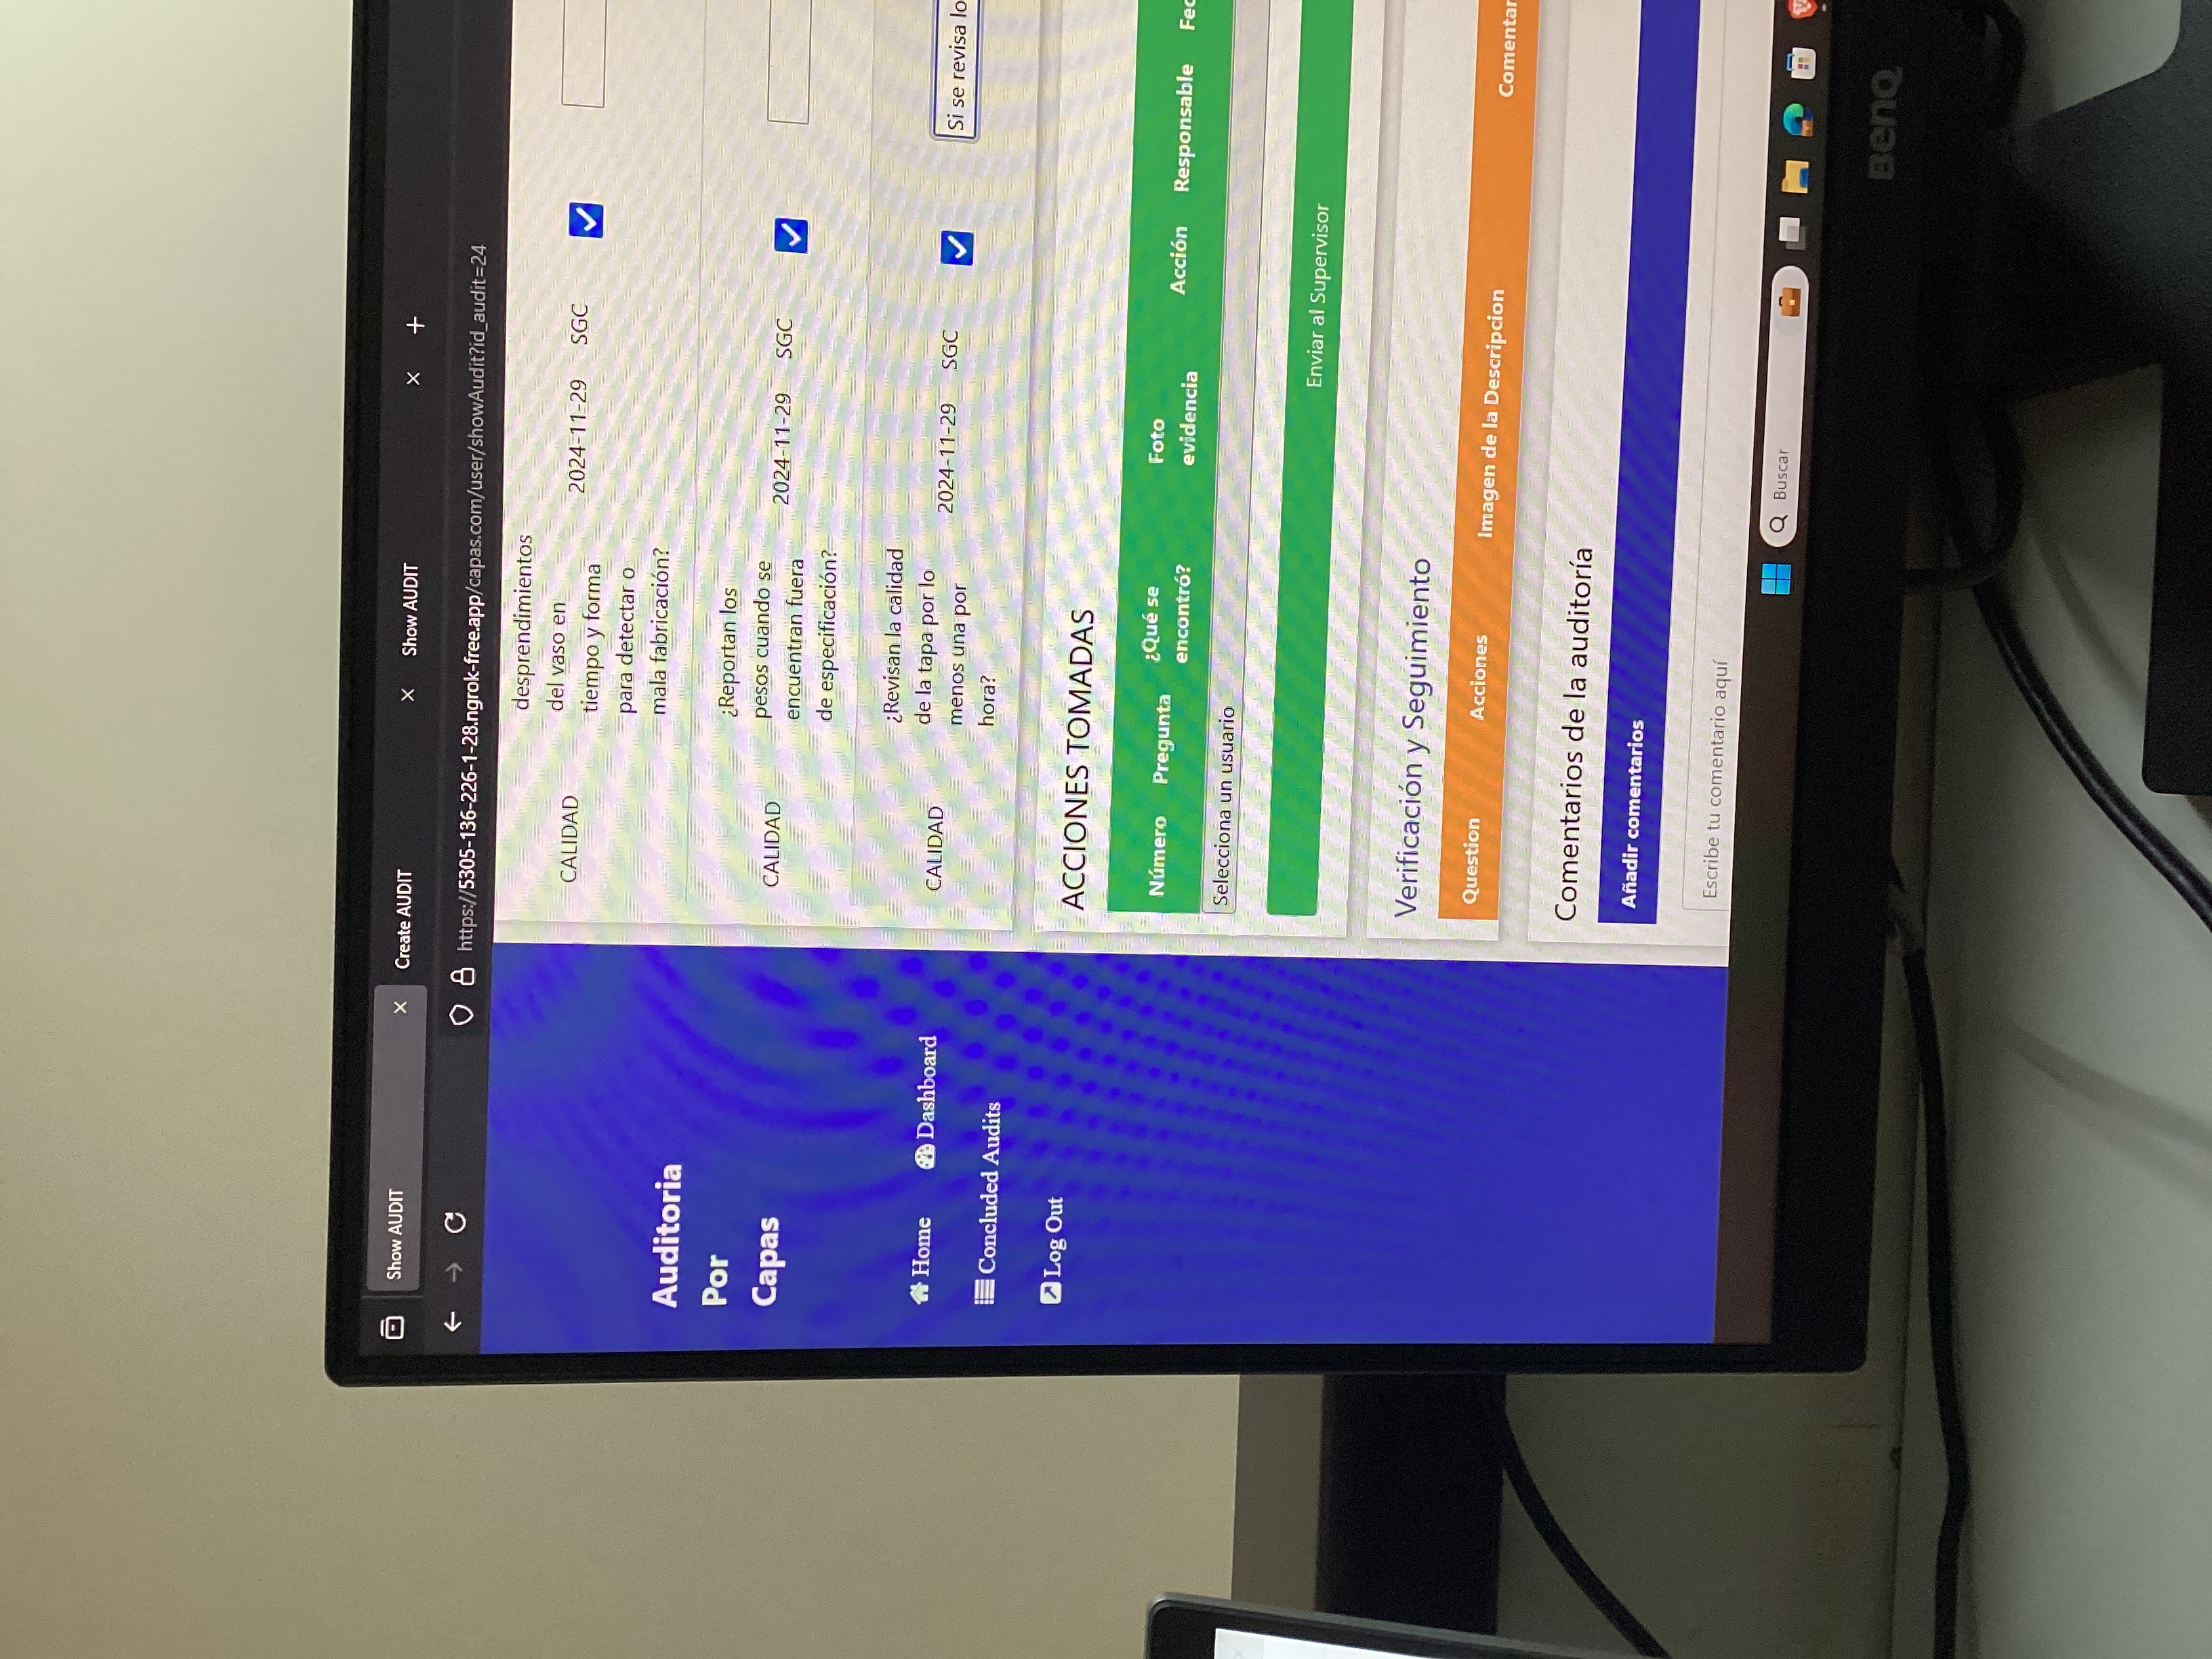 Show AUDIT
Create AUDIT
Show AUDIT
https://5305-136-226-1-28.ngrok-free.app/capas.com/user/showAudit?id_audit=24
Auditoria
Por
Capas
Home
Dashboard
Concluded Audits
Log Out
desprendimientos
del vaso en
tiempo y forma
para detectar o
mala fabricación?
CALIDAD
2024-11-29
SGC
¿Reportan los
pesos cuando se
encuentran fuera
de especificación?
CALIDAD
2024-11-29
SGC
¿Revisan la calidad
de la tapa por lo
menos una por
hora?
CALIDAD
2024-11-29
SGC
Si se revisa lo
ACCIONES TOMADAS
Número
Pregunta
¿Qué se
encontró?
Foto
evidencia
Acción
Responsable
Fec
Selecciona un usuario
Enviar al Supervisor
Verificación y Seguimiento
Question
Acciones
Imagen de la Descripcion
Comentar
Comentarios de la auditoría
Añadir comentarios
Escribe tu comentario aquí
Buscar
BenQ